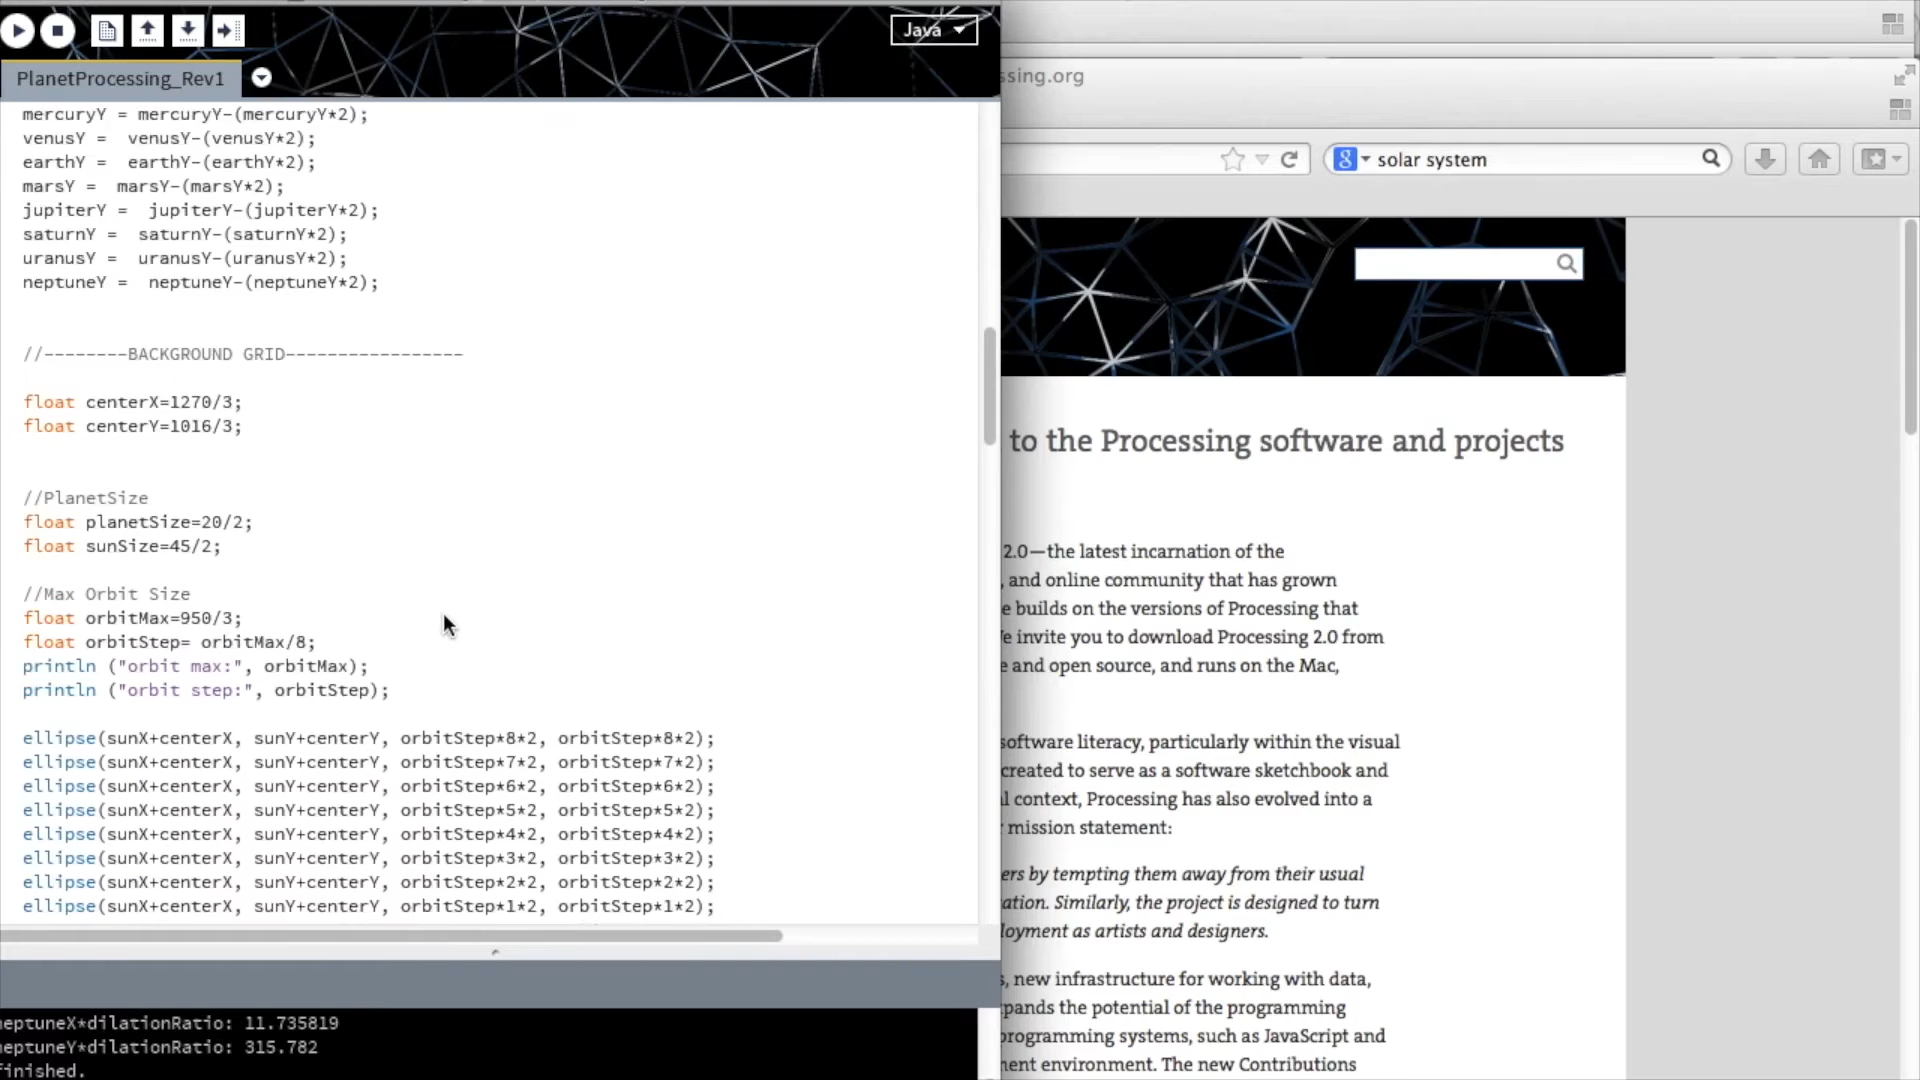 Java
PlanetProcessing_Rev1
mercuryY = mercuryY-(mercuryY*2);
venusY =  venusY-(venusY*2);
earthY =  earthY-(earthY*2);
marsY =  marsY-(marsY*2);
jupiterY =  jupiterY-(jupiterY*2);
saturnY =  saturnY-(saturnY*2);
uranusY =  uranusY-(uranusY*2);
neptuneY =  neptuneY-(neptuneY*2);
//--------BACKGROUND GRID-----------------
float centerX=1270/3;
float centerY=1016/3;
//PlanetSize
float planetSize=20/2;
float sunSize=45/2;
//Max Orbit Size
float orbitMax=950/3;
float orbitStep= orbitMax/8;
println ("orbit max:", orbitMax);
println ("orbit step:", orbitStep);
ellipse(sunX+centerX, sunY+centerY, orbitStep*8*2, orbitStep*8*2);
ellipse(sunX+centerX, sunY+centerY, orbitStep*7*2, orbitStep*7*2);
ellipse(sunX+centerX, sunY+centerY, orbitStep*6*2, orbitStep*6*2);
ellipse(sunX+centerX, sunY+centerY, orbitStep*5*2, orbitStep*5*2);
ellipse(sunX+centerX, sunY+centerY, orbitStep*4*2, orbitStep*4*2);
ellipse(sunX+centerX, sunY+centerY, orbitStep*3*2, orbitStep*3*2);
ellipse(sunX+centerX, sunY+centerY, orbitStep*2*2, orbitStep*2*2);
ellipse(sunX+centerX, sunY+centerY, orbitStep*1*2, orbitStep*1*2);
neptuneX*dilationRatio: 11.735819
neptuneY*dilationRatio: 315.782
finished.
ssing.org
solar system
to the Processing software and projects
2.0—the latest incarnation of the
, and online community that has grown
e builds on the versions of Processing that
e invite you to download Processing 2.0 from
e and open source, and runs on the Mac,
software literacy, particularly within the visual
created to serve as a software sketchbook and
l context, Processing has also evolved into a
mission statement:
ers by tempting them away from their usual
ation. Similarly, the project is designed to turn
loyment as artists and designers.
s, new infrastructure for working with data,
pands the potential of the programming
programming systems, such as JavaScript and
ment environment. The new Contributions